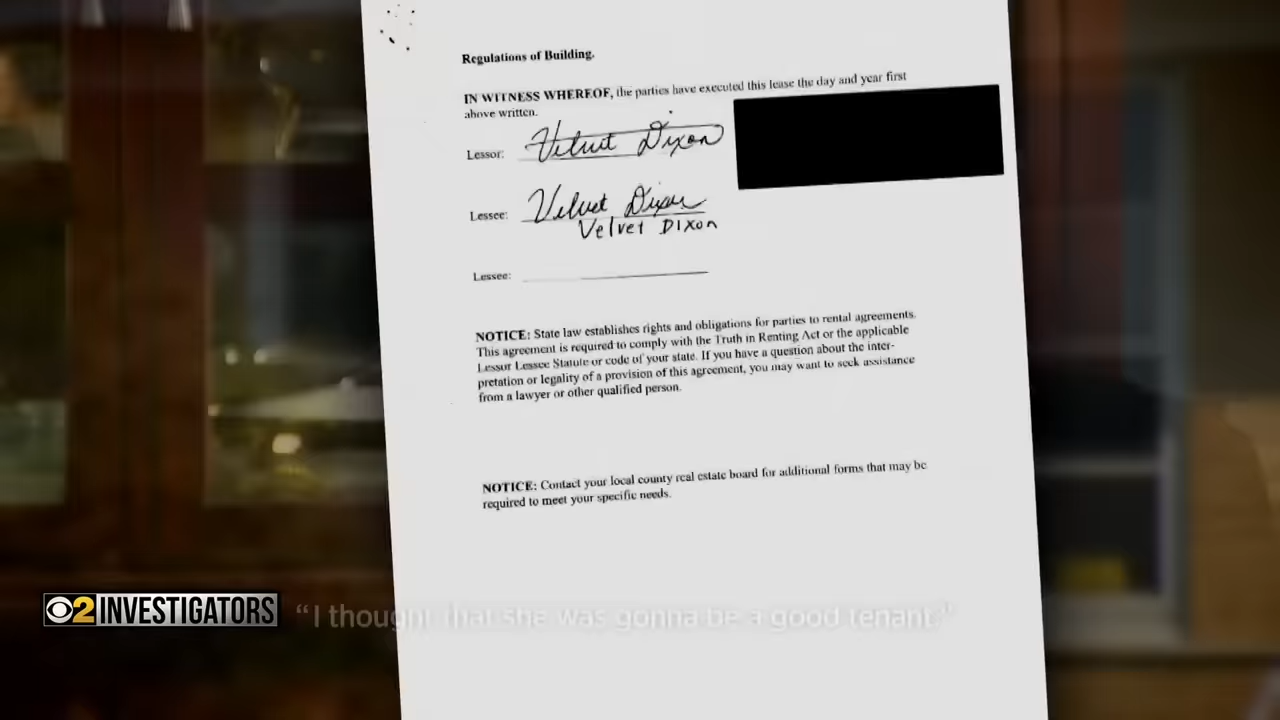 Regulations of Building.
IN WITNESS WHEREOF, the parties have executed this lease the day and year first
above written.
Lessor: Velvet Dixon
Lessee: Velvet Dixon
Velvet DIXon
Lessee:
NOTICE: State law establishes rights and obligations for parties to rental agreements.
This agreement is required to comply with the Truth in Renting Act or the applicable
Lessor Lessee Statute or code of your state. If you have a question about the inter-
pretation or legality of a provision of this agreement, you may want to seek assistance
from a lawyer or other qualified person.
NOTICE: Contact your local county real estate board for additional forms that may be
required to meet your specific needs.
2 INVESTIGATORS
“I thought that she was gonna be a good tenant”